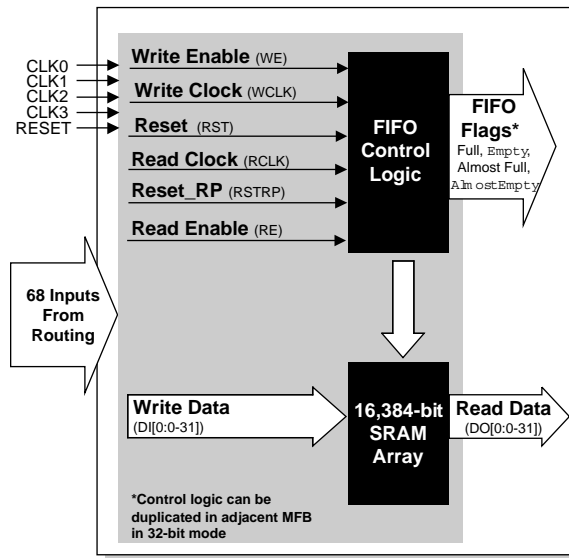 CLK0
CLK1
CLK2
CLK3
RESET
Write Enable (WE)
Write Clock (WCLK)
Reset (RST)
Read Clock (RCLK)
Reset_RP (RSTRP)
Read Enable (RE)
FIFO
Control
Logic
FIFO
Flags*
Full, Empty,
Almost Full,
AlmostEmpty
68 Inputs
From
Routing
Write Data
(DI[0:0-31])
16,384-bit
SRAM
Array
Read Data
(DO[0:0-31])
*Control logic can be
duplicated in adjacent MFB
in 32-bit mode